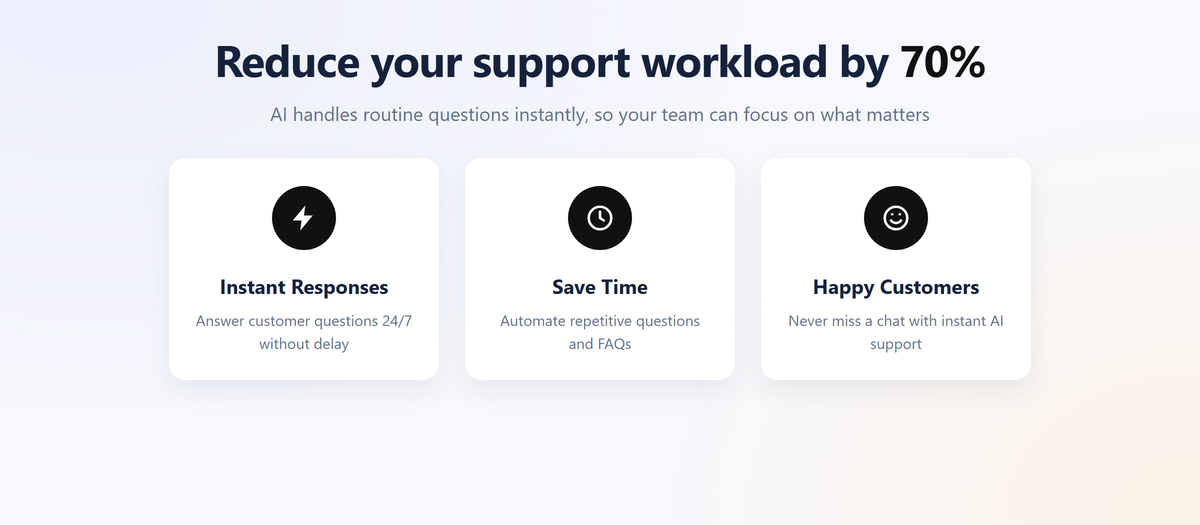 Reduce your support workload by 70%
AI handles routine questions instantly, so your team can focus on what matters
Instant Responses
Answer customer questions 24/7
without delay
Save Time
Automate repetitive questions
and FAQs
Happy Customers
Never miss a chat with instant AI
support